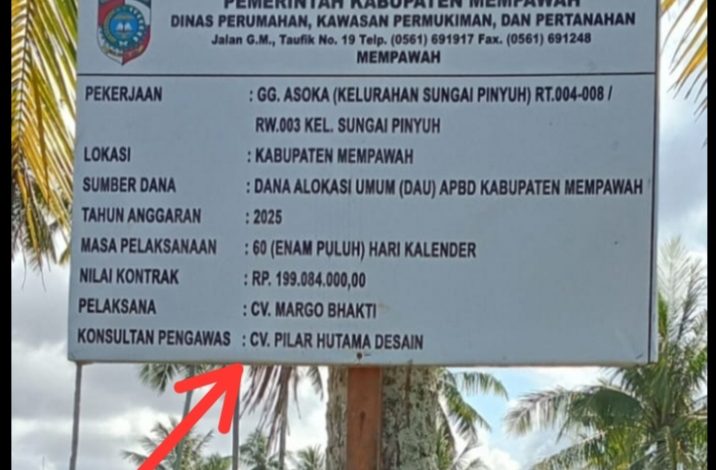 PEMERINTAH KABUPATEN MEMPAWAH
DINAS PERUMAHAN, KAWASAN PERMUKIMAN, DAN PERTANAHAN
Jalan G.M., Taufik No. 19 Telp. (0561) 691917 Fax. (0561) 691248
MEMPAWAH
PEKERJAAN : GG. ASOKA (KELURAHAN SUNGAI PINYUH) RT.004-008 /
RW.003 KEL. SUNGAI PINYUH
LOKASI : KABUPATEN MEMPAWAH
SUMBER DANA : DANA ALOKASI UMUM (DAU) APBD KABUPATEN MEMPAWAH
TAHUN ANGGARAN : 2025
MASA PELAKSANAAN : 60 (ENAM PULUH) HARI KALENDER
NILAI KONTRAK : RP. 199.084.000,00
PELAKSANA : CV. MARGO BHAKTI
KONSULTAN PENGAWAS : CV. PILAR HUTAMA DESAIN